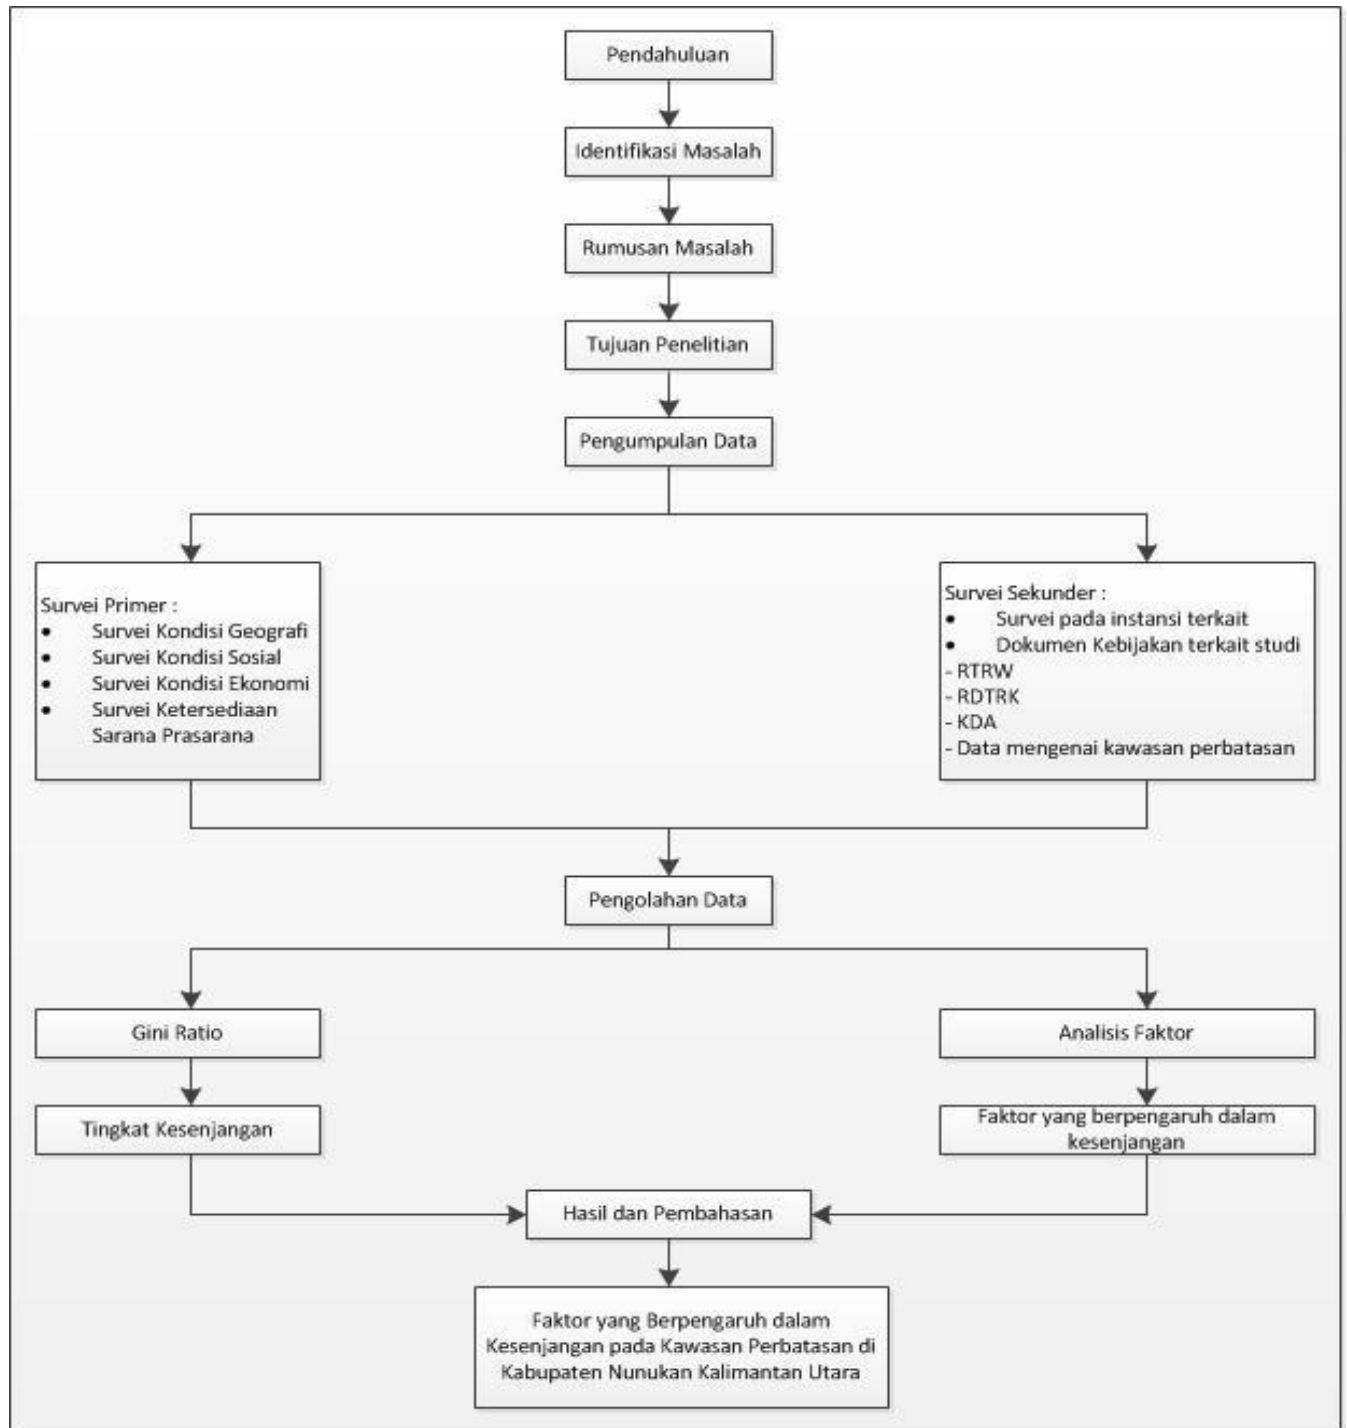 Pendahuluan
Identifikasi Masalah
Rumusan Masalah
Tujuan Penelitian
Pengumpulan Data
Survei Primer :
• Survei Kondisi Geografi
• Survei Kondisi Sosial
• Survei Kondisi Ekonomi
• Survei Ketersediaan
Sarana Prasarana
Survei Sekunder :
• Survei pada instansi terkait
• Dokumen Kebijakan terkait studi
- RTRW
- RDTRK
- KDA
- Data mengenai kawasan perbatasan
Pengolahan Data
Gini Ratio
Analisis Faktor
Tingkat Kesenjangan
Faktor yang berpengaruh dalam
kesenjangan
Hasil dan Pembahasan
Faktor yang Berpengaruh dalam
Kesenjangan pada Kawasan Perbatasan di
Kabupaten Nunukan Kalimantan Utara